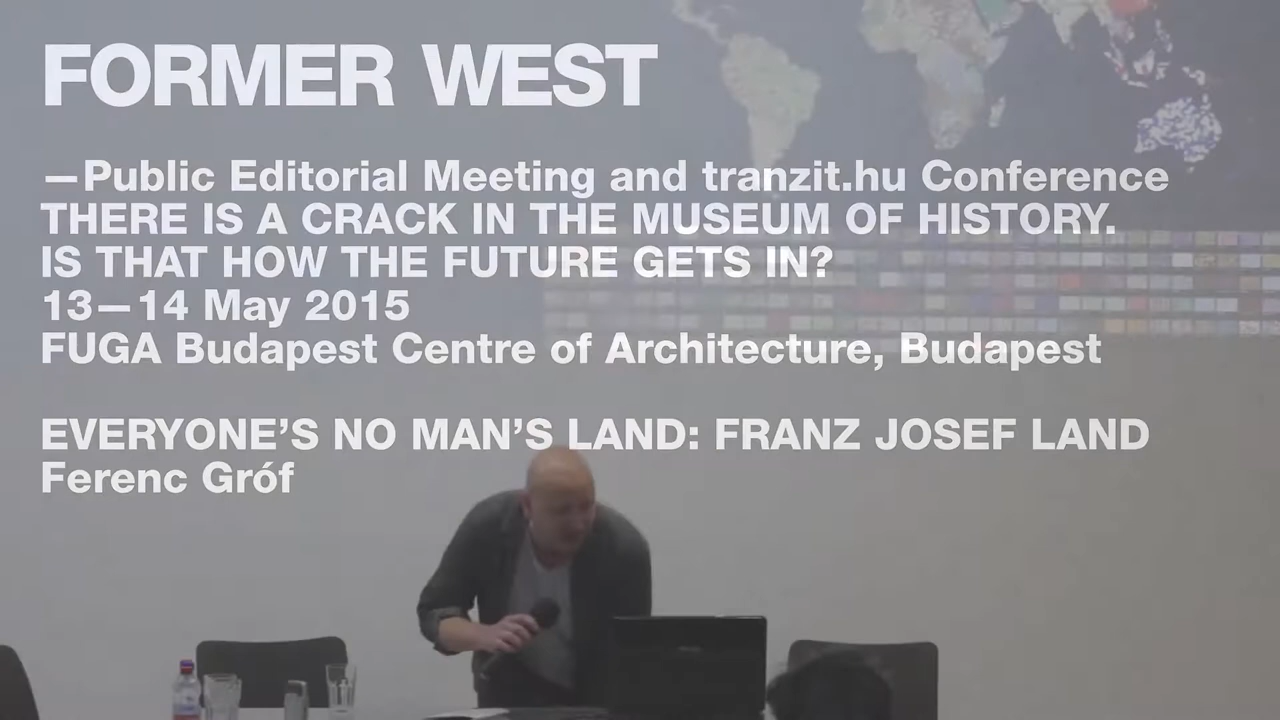 FORMER WEST
—Public Editorial Meeting and tranzit.hu Conference
THERE IS A CRACK IN THE MUSEUM OF HISTORY.
IS THAT HOW THE FUTURE GETS IN?
13—14 May 2015
FUGA Budapest Centre of Architecture, Budapest
EVERYONE’S NO MAN’S LAND: FRANZ JOSEF LAND
Ferenc Gróf